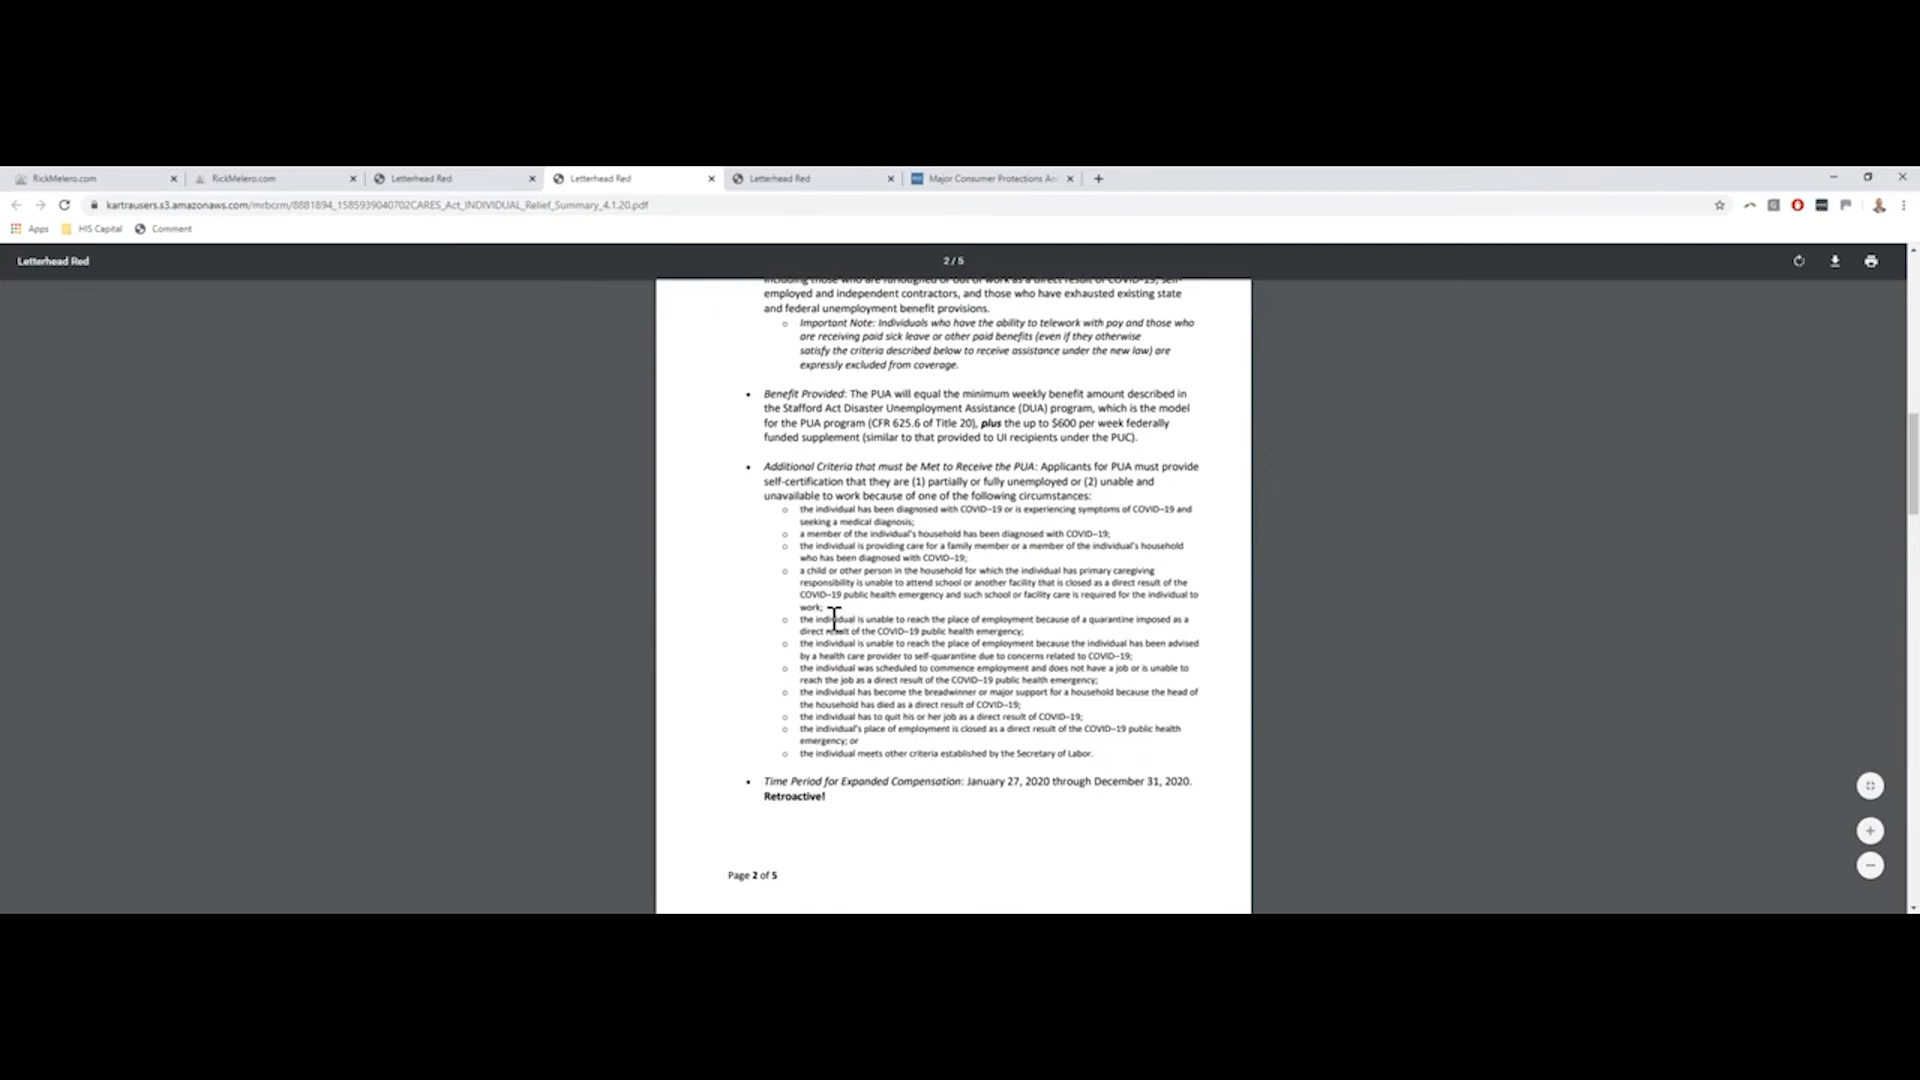 RickMelero.com
RickMelero.com
Letterhead Red
Letterhead Red
Letterhead Red
Major Consumer Protections An
kartrausers.s3.amazonaws.com/mrbcrm/8881894_1585939040702CARES_Act_INDIVIDUAL_Relief_Summary_4.1.20.pdf
Apps
HIS Capital
Comment
Letterhead Red
2 / 5
including those who are furloughed or out of work as a direct result of COVID-19, self-
employed and independent contractors, and those who have exhausted existing state
and federal unemployment benefit provisions.
o Important Note: Individuals who have the ability to telework with pay and those who
are receiving paid sick leave or other paid benefits (even if they otherwise
satisfy the criteria described below to receive assistance under the new law) are
expressly excluded from coverage.
• Benefit Provided: The PUA will equal the minimum weekly benefit amount described in
the Stafford Act Disaster Unemployment Assistance (DUA) program, which is the model
for the PUA program (CFR 625.6 of Title 20), plus the up to $600 per week federally
funded supplement (similar to that provided to UI recipients under the PUC).
• Additional Criteria that must be Met to Receive the PUA: Applicants for PUA must provide
self-certification that they are (1) partially or fully unemployed or (2) unable and
unavailable to work because of one of the following circumstances:
o the individual has been diagnosed with COVID–19 or is experiencing symptoms of COVID–19 and
seeking a medical diagnosis;
o a member of the individual's household has been diagnosed with COVID–19;
o the individual is providing care for a family member or a member of the individual's household
who has been diagnosed with COVID–19;
o a child or other person in the household for which the individual has primary caregiving
responsibility is unable to attend school or another facility that is closed as a direct result of the
COVID–19 public health emergency and such school or facility care is required for the individual to
work;
o the individual is unable to reach the place of employment because of a quarantine imposed as a
direct result of the COVID–19 public health emergency;
o the individual is unable to reach the place of employment because the individual has been advised
by a health care provider to self-quarantine due to concerns related to COVID–19;
o the individual was scheduled to commence employment and does not have a job or is unable to
reach the job as a direct result of the COVID–19 public health emergency;
o the individual has become the breadwinner or major support for a household because the head of
the household has died as a direct result of COVID–19;
o the individual has to quit his or her job as a direct result of COVID–19;
o the individual's place of employment is closed as a direct result of the COVID–19 public health
emergency; or
o the individual meets other criteria established by the Secretary of Labor.
• Time Period for Expanded Compensation: January 27, 2020 through December 31, 2020.
Retroactive!
Page 2 of 5